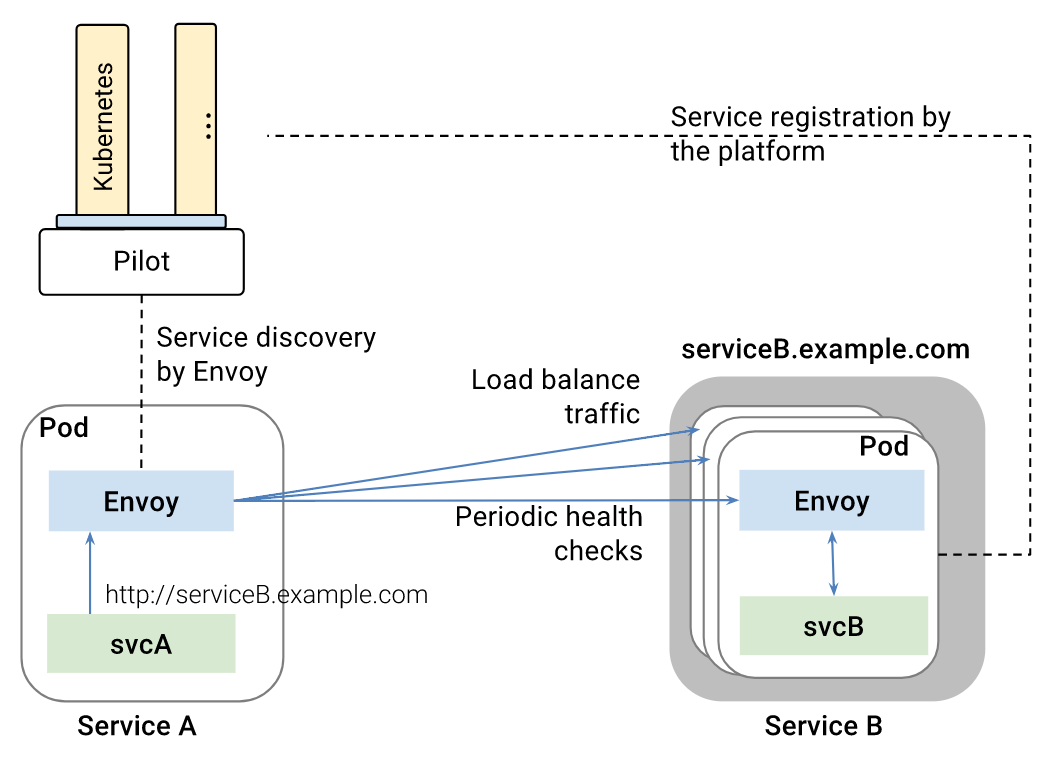 Kubernetes
...
Pilot
Service registration by
the platform
Service discovery
by Envoy
serviceB.example.com
Load balance
traffic
Pod
Pod
Envoy
Envoy
Periodic health
checks
http://serviceB.example.com
svcA
svcB
Service A
Service B